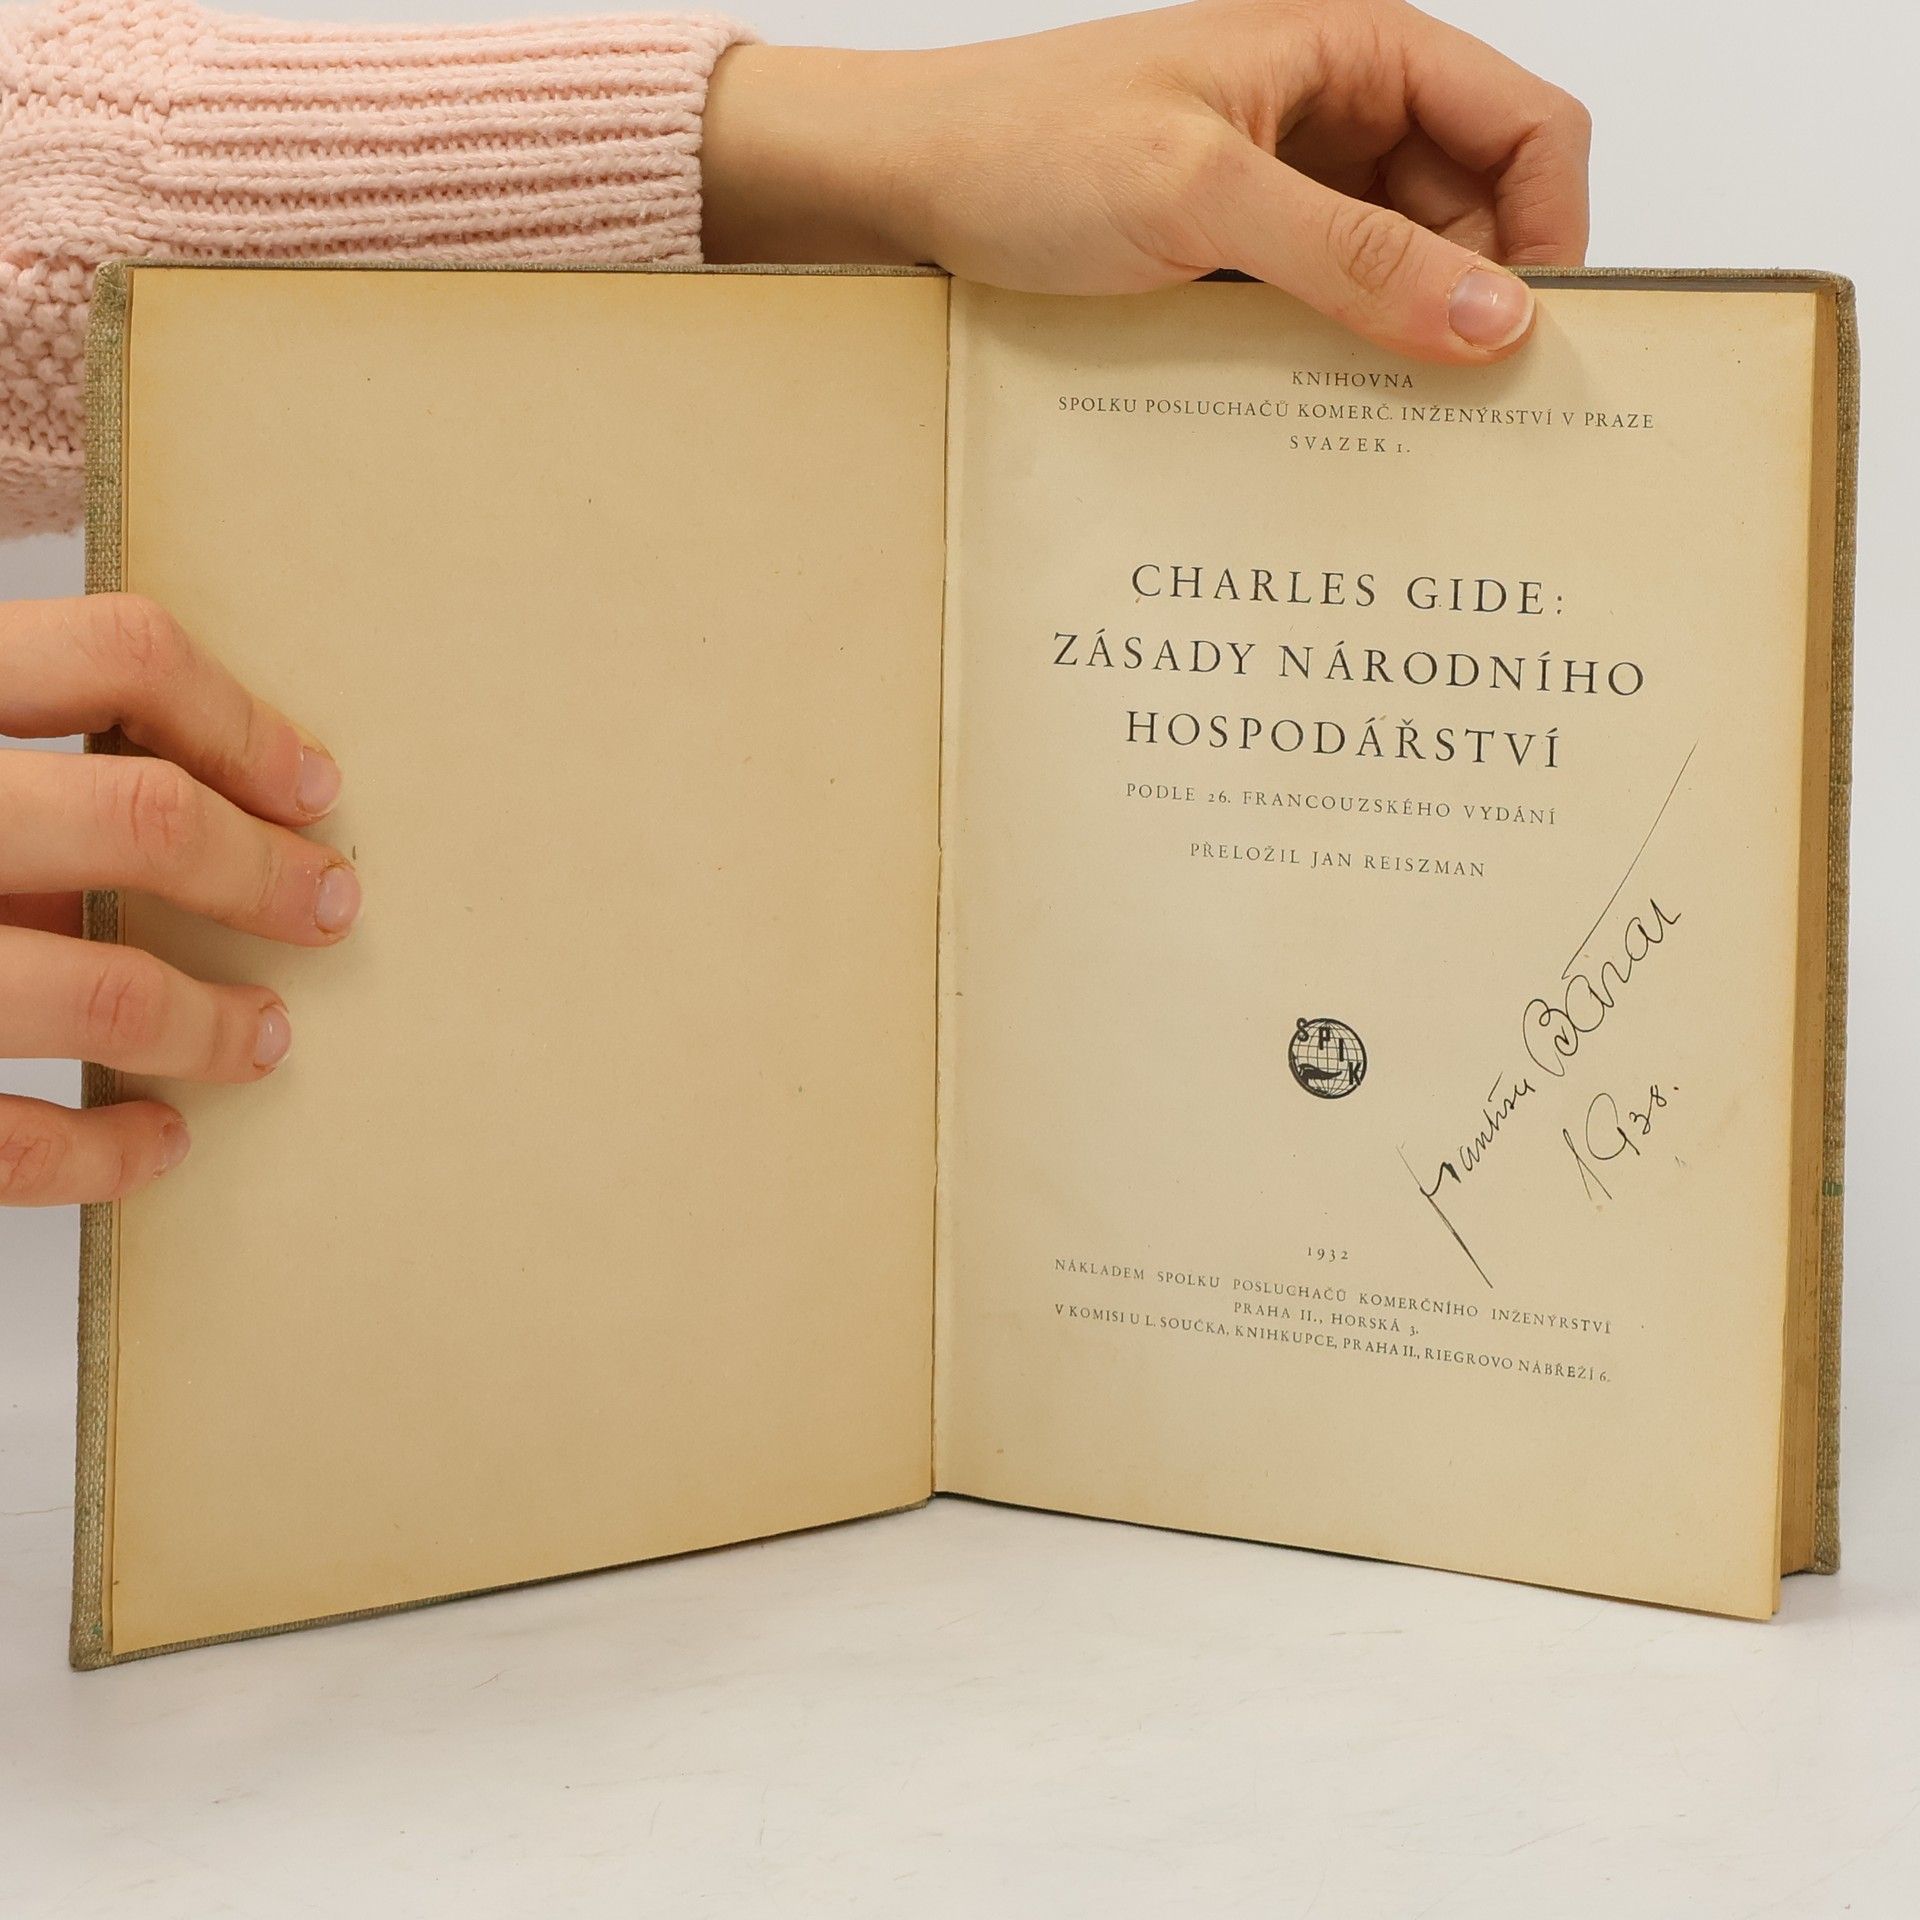 KNIHOVNA
SPOLKU POSLUCHAČŮ KOMERČ. INŽENÝRSTVÍ V PRAZE
SVAZEK 1.
CHARLES GIDE:
ZÁSADY NÁRODNÍHO
HOSPODÁŘSTVÍ
PODLE 26. FRANCOUZSKÉHO VYDÁNÍ
PŘELOŽIL JAN REISZMAN
SPIK
1938.
1932
NÁKLADEM SPOLKU POSLUCHAČŮ KOMERČNÍHO INŽENÝRSTVÍ
PRAHA II., HORSKÁ 3.
V KOMISI U L. SOUČKA, KNIHKUPCE, PRAHA II., RIEGROVO NÁBŘEŽÍ 6.